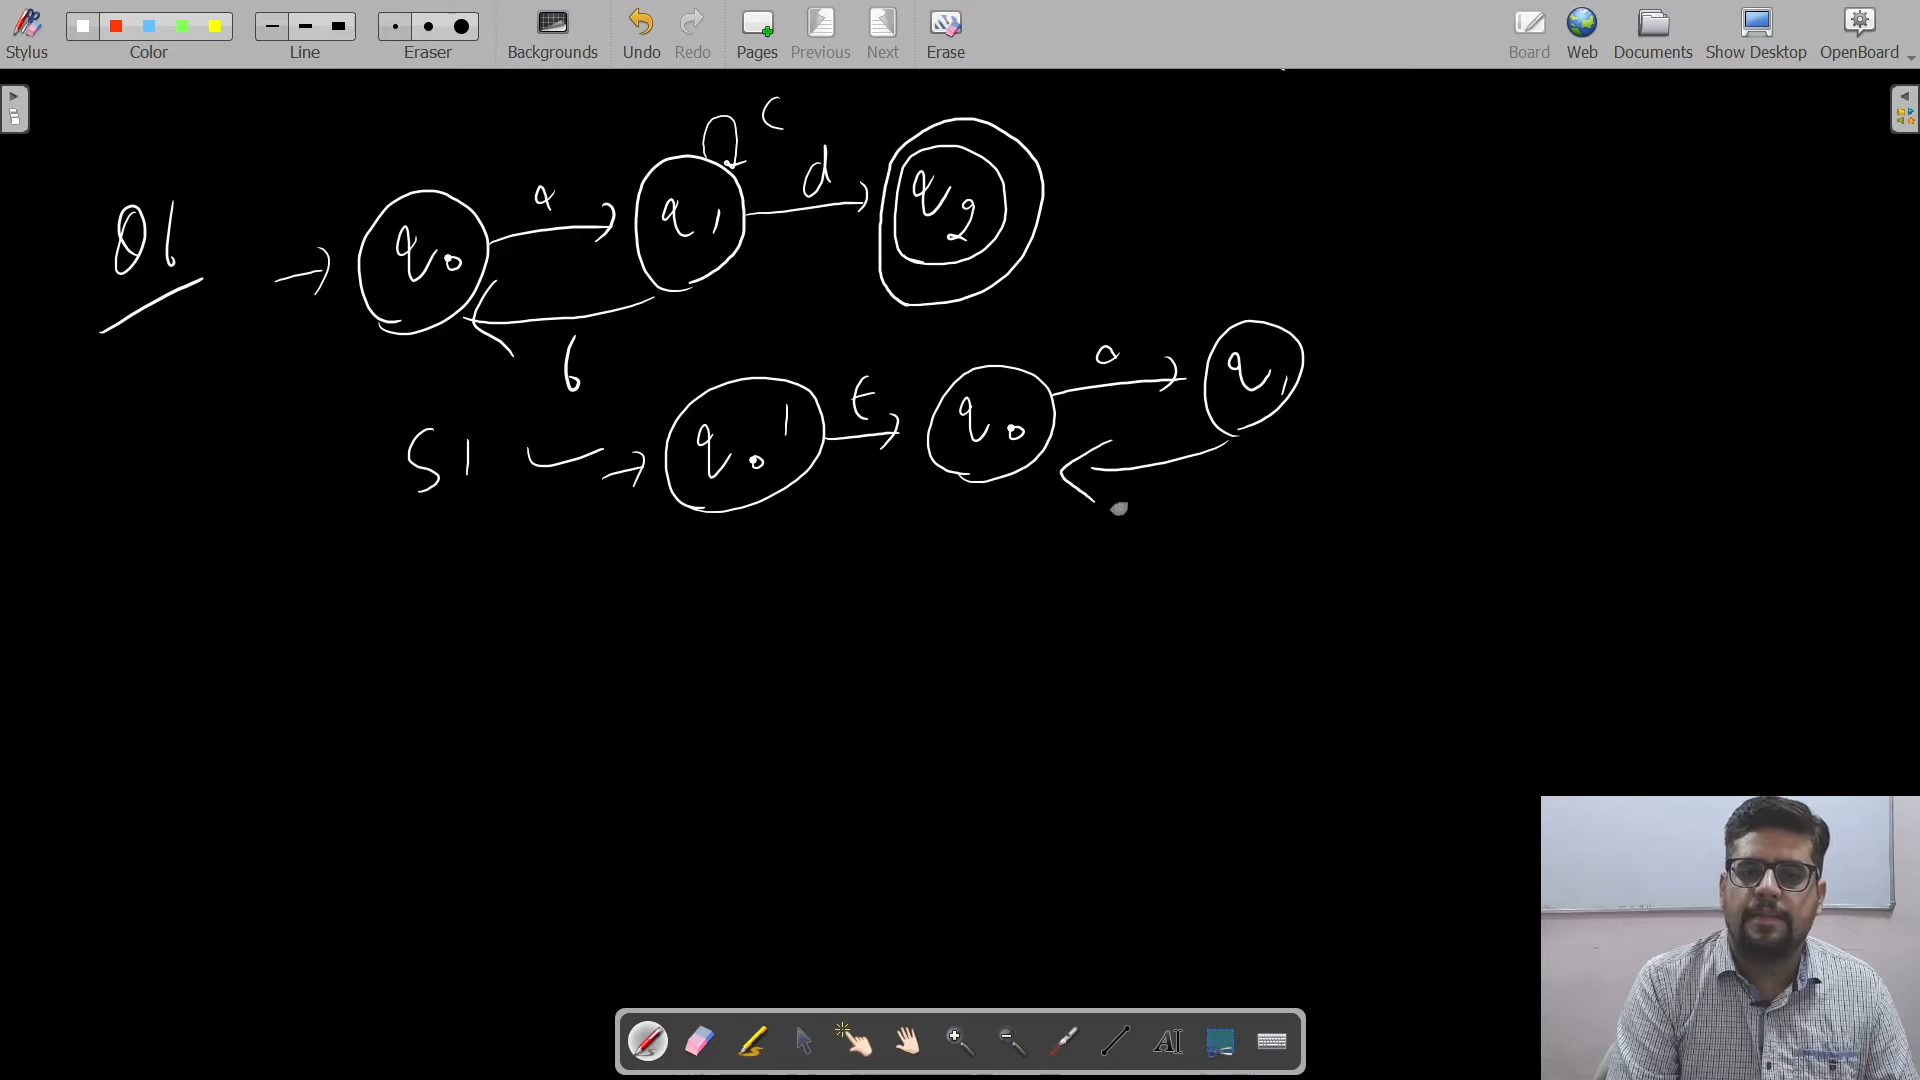 Stylus Color Line Eraser Backgrounds Undo Redo Pages Previous Next Erase Board Web Documents Show Desktop OpenBoard
c
a d
01 q0 q1 q2
b
a
ε
S1 q0' q0 q1
AI